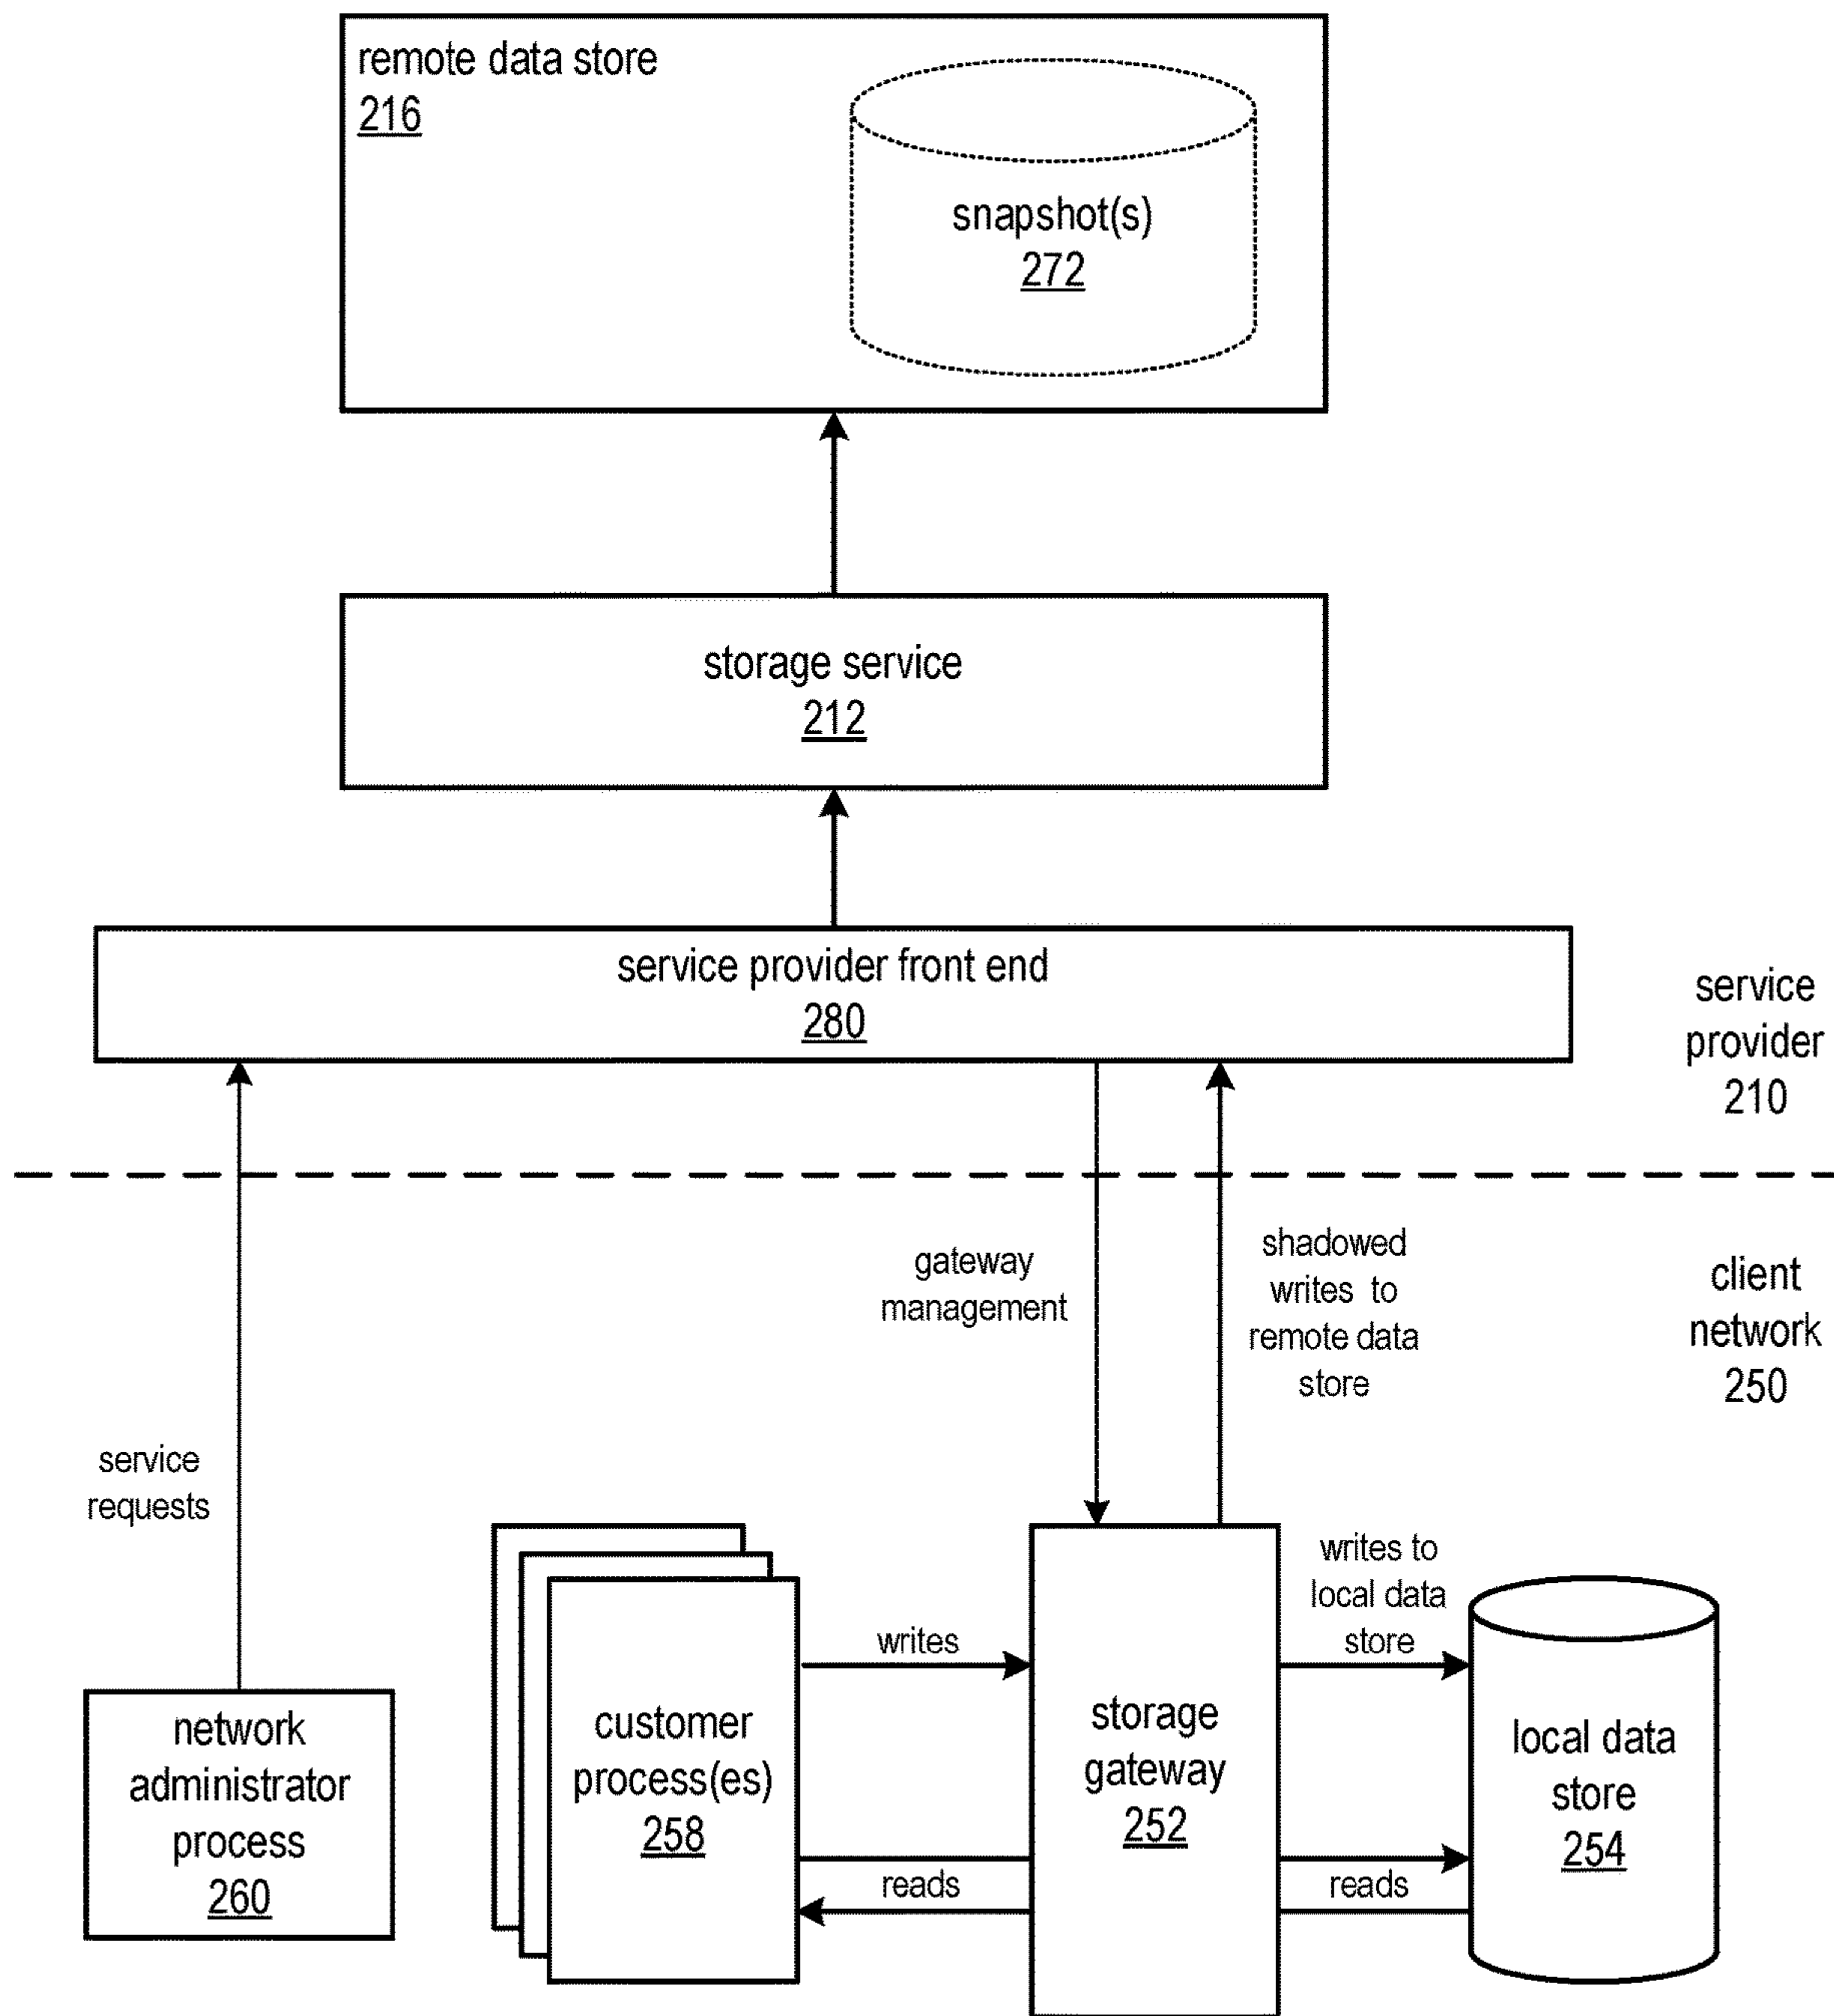 remote data store
216
snapshot(s)
272
storage service
212
service provider front end
280
service
provider
210
gateway
management
shadowed
writes to
remote data
store
client
network
250
service
requests
writes
writes to
local data
store
network
administrator
process
260
customer
process(es)
258
storage
gateway
252
local data
store
254
reads
reads